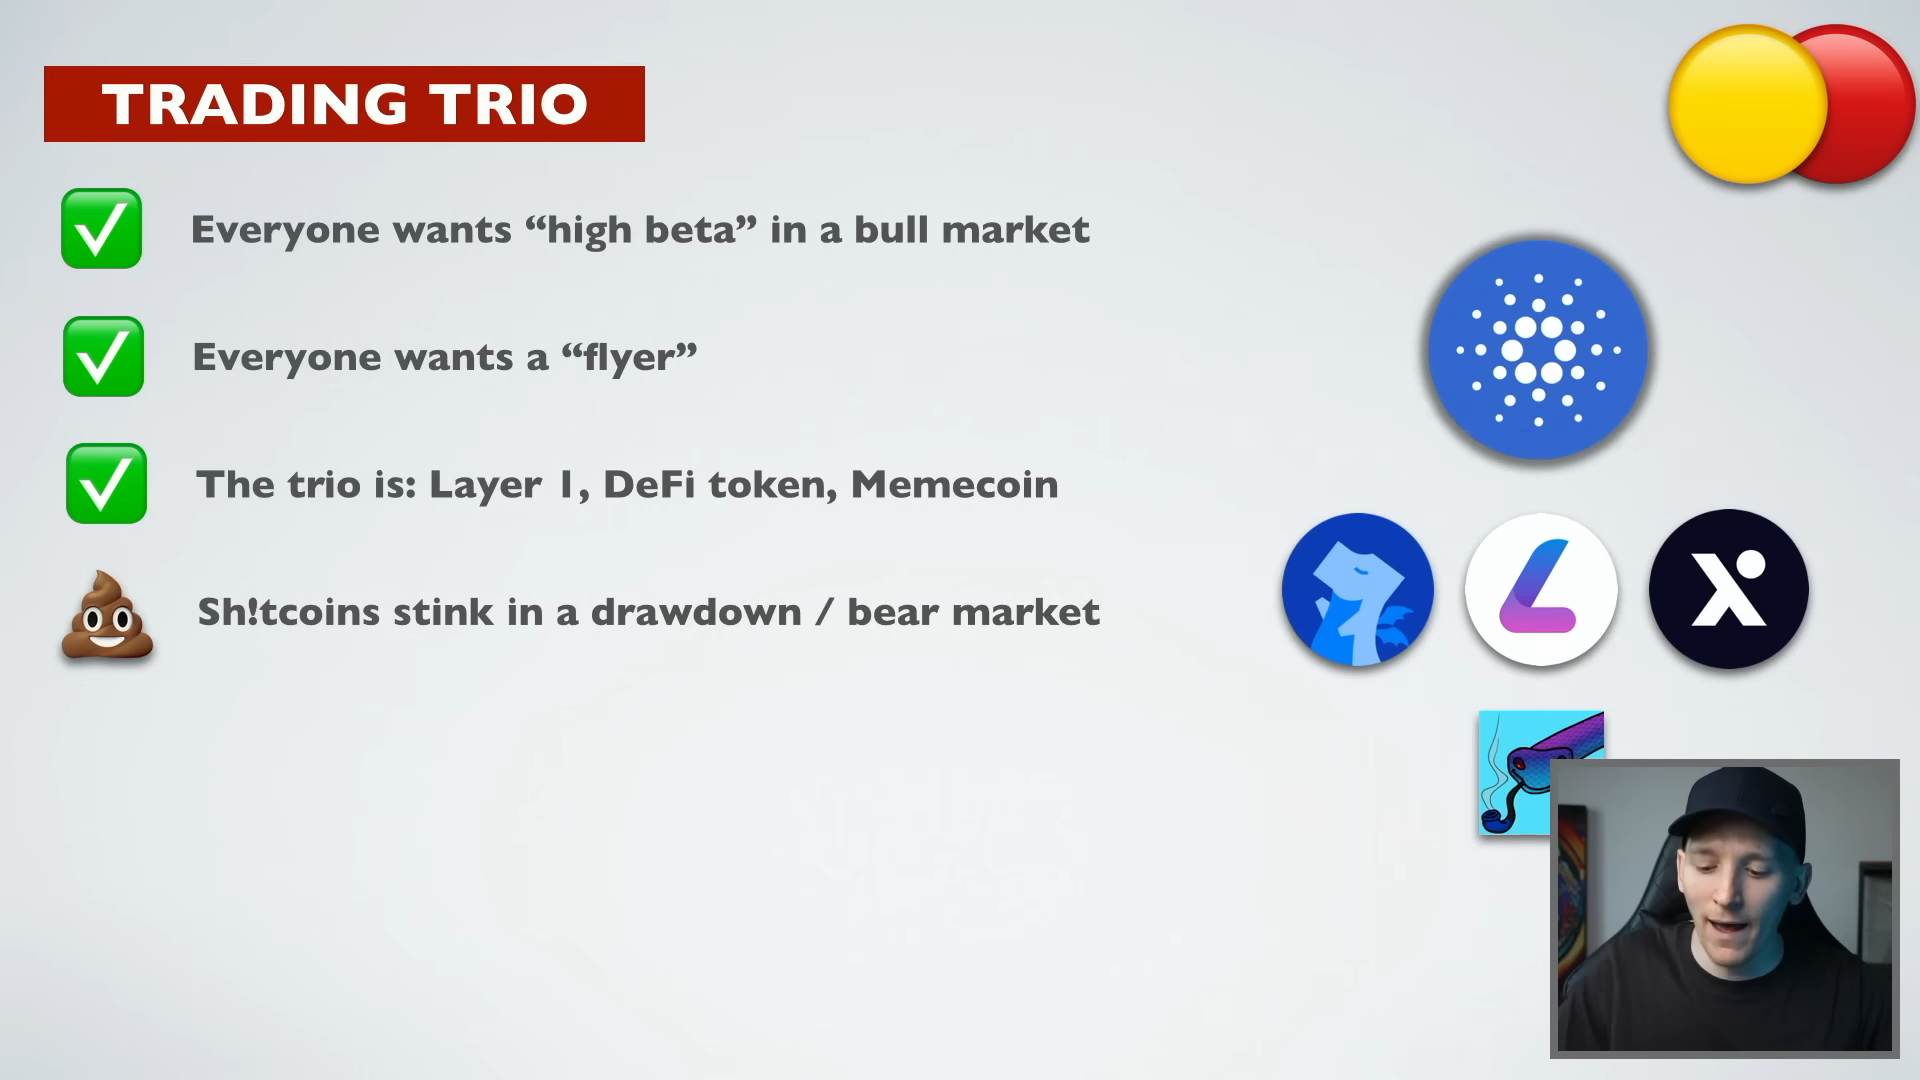 TRADING TRIO
Everyone wants “high beta” in a bull market
Everyone wants a “flyer”
The trio is: Layer 1, DeFi token, Memecoin
Sh!tcoins stink in a drawdown / bear market